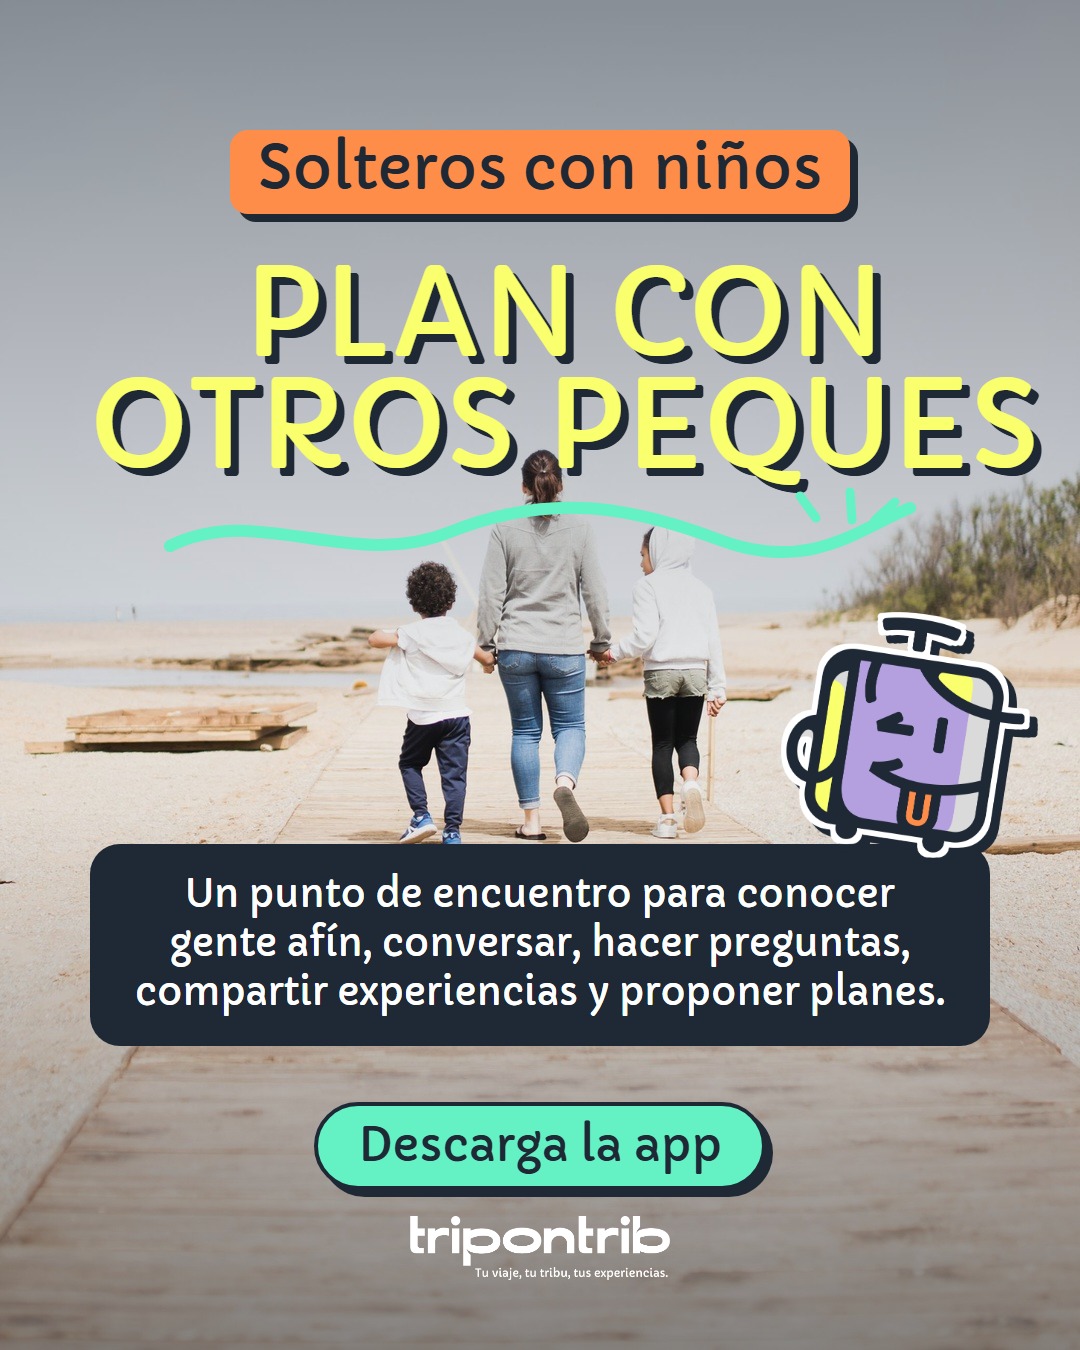 Solteros con niños
PLAN CON
OTROS PEQUES
Un punto de encuentro para conocer
gente afín, conversar, hacer preguntas,
compartir experiencias y proponer planes.
Descarga la app
tripontrib
Tu viaje, tu tribu, tus experiencias.